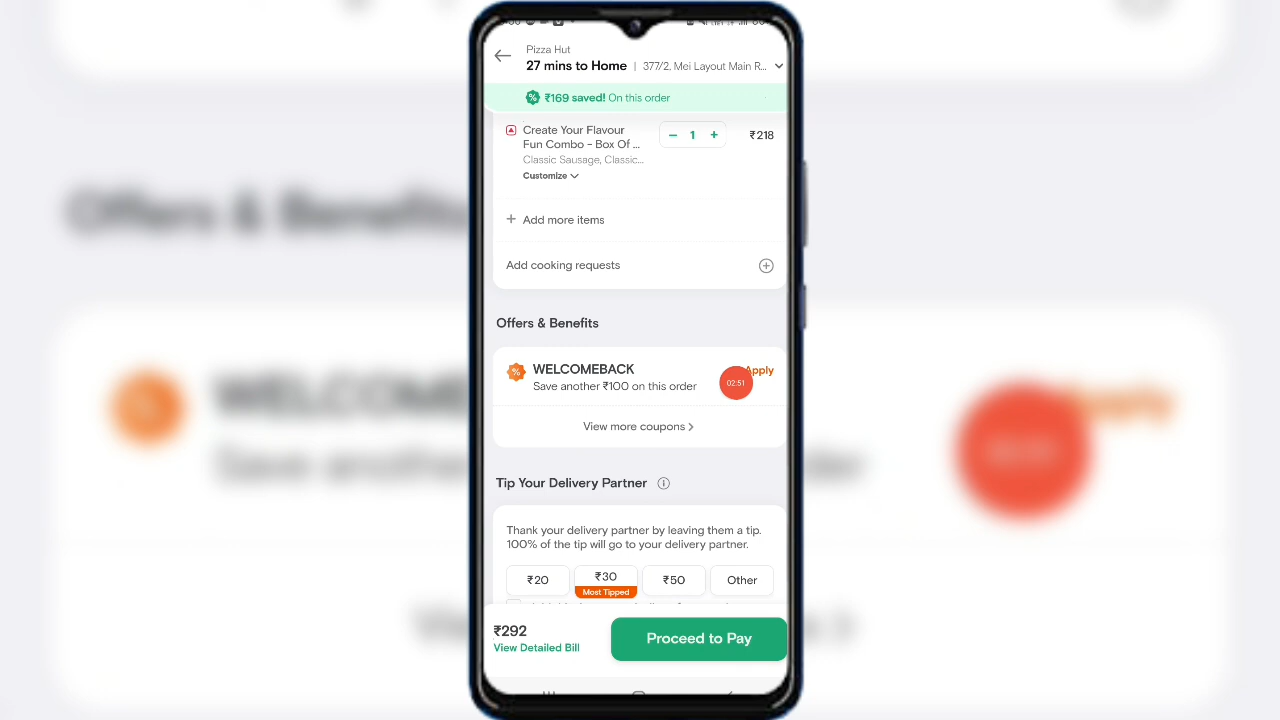 Pizza Hut
27 mins to Home | 377/2, Mei Layout Main R...
₹169 saved! On this order
Create Your Flavour
Fun Combo - Box Of ...
Classic Sausage, Classic...
Customize
- 1 +
₹218
+ Add more items
Add cooking requests
Offers & Benefits
% WELCOMEBACK
Save another ₹100 on this order
Apply
02:51
View more coupons >
Tip Your Delivery Partner
Thank your delivery partner by leaving them a tip.
100% of the tip will go to your delivery partner.
₹20
₹30
Most Tipped
₹50
Other
₹292
View Detailed Bill
Proceed to Pay